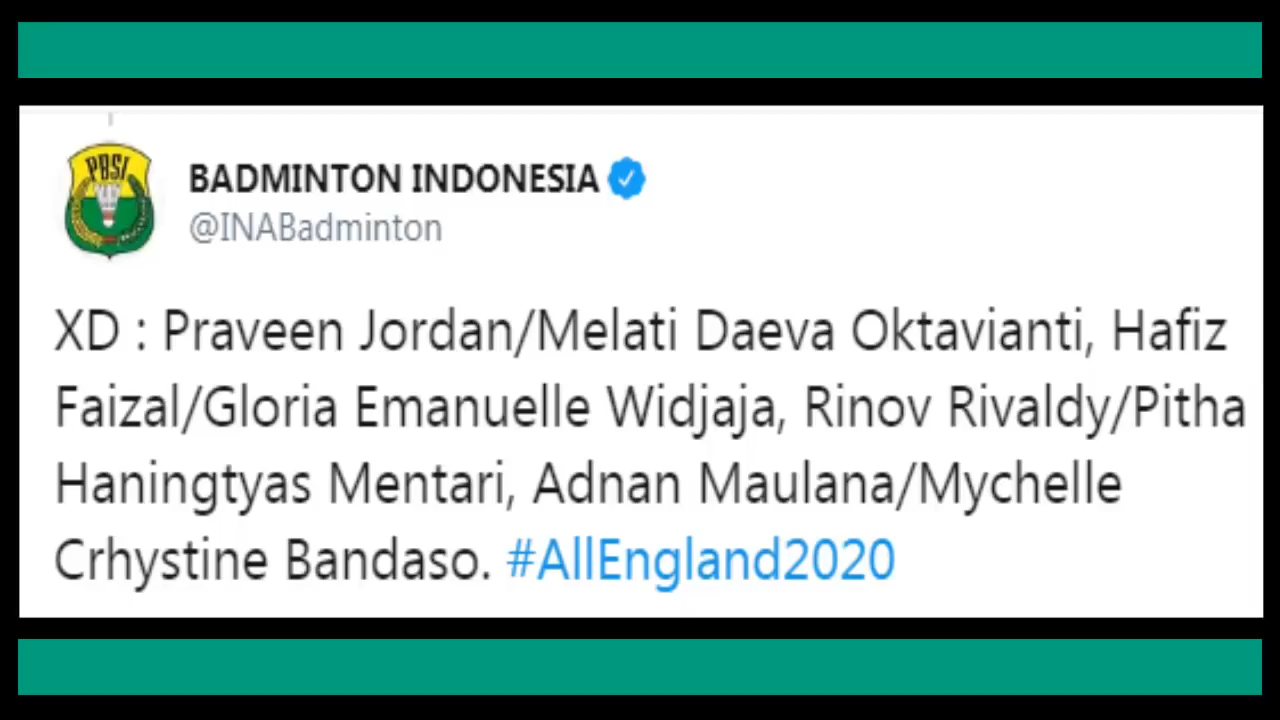 PBSI
BADMINTON INDONESIA
@INABadminton
XD : Praveen Jordan/Melati Daeva Oktavianti, Hafiz
Faizal/Gloria Emanuelle Widjaja, Rinov Rivaldy/Pitha
Haningtyas Mentari, Adnan Maulana/Mychelle
Crhystine Bandaso. #AllEngland2020